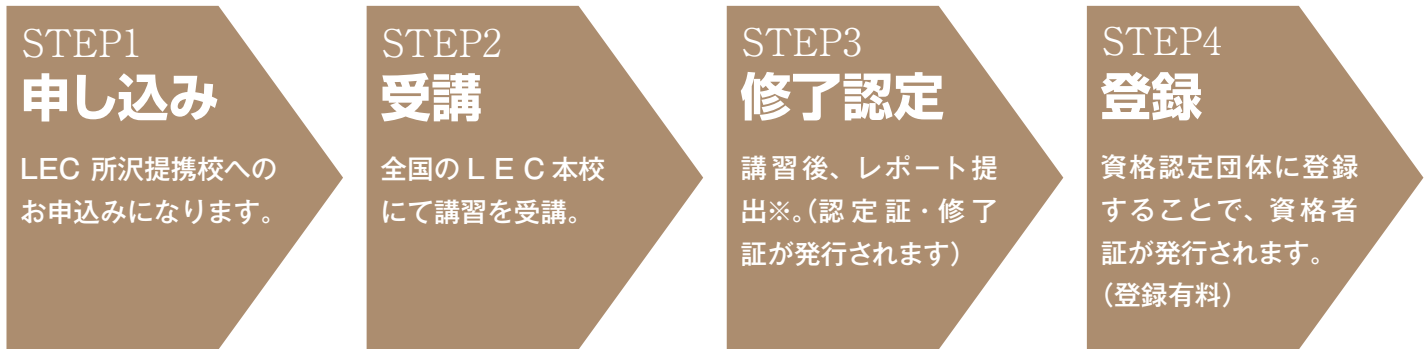 STEP1
申し込み
LEC 所沢提携校への
お申込みになります。
STEP2
受講
全国のLEC本校
にて講習を受講。
STEP3
修了認定
講習後、レポート提
出※。(認定証・修了
証が発行されます)
STEP4
登録
資格認定団体に登録
することで、資格者
証が発行されます。
(登録有料)